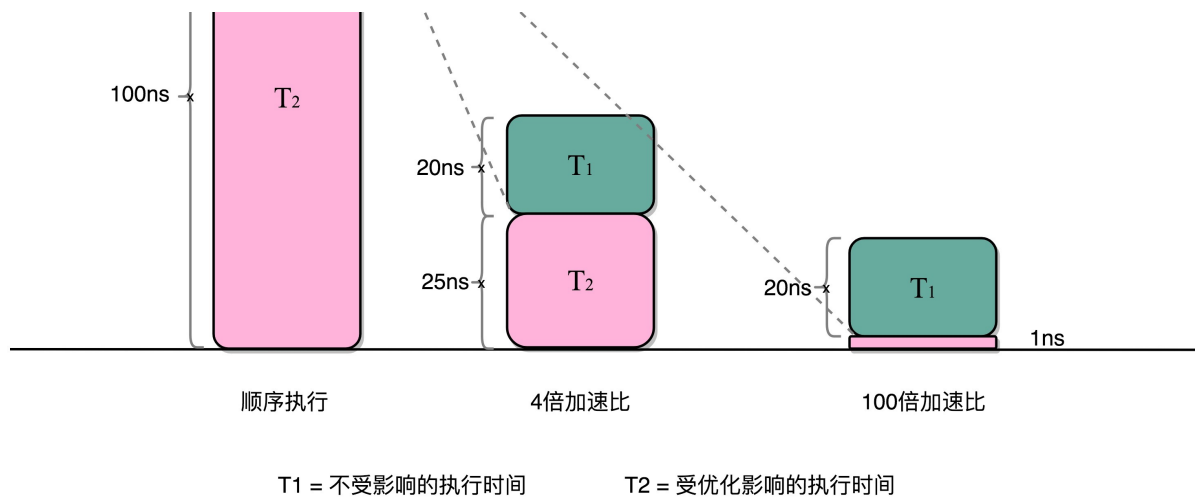 100ns
T2
20ns
T1
25ns
T2
20ns
T1
1ns
顺序执行
4倍加速比
100倍加速比
T1 = 不受影响的执行时间
T2 = 受优化影响的执行时间